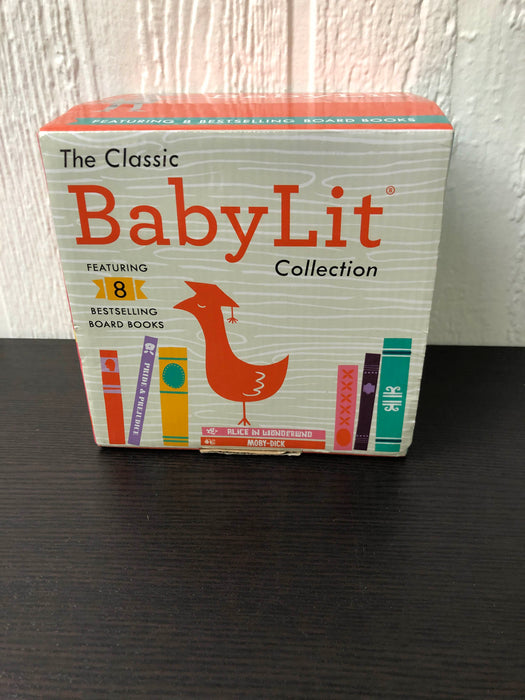 FEATURING 8 BESTSELLING BOARD BOOKS
The Classic
BabyLit®
Collection
FEATURING
8
BESTSELLING
BOARD BOOKS
PRIDE & PREJUDICE
ALICE IN WONDERLAND
MOBY-DICK